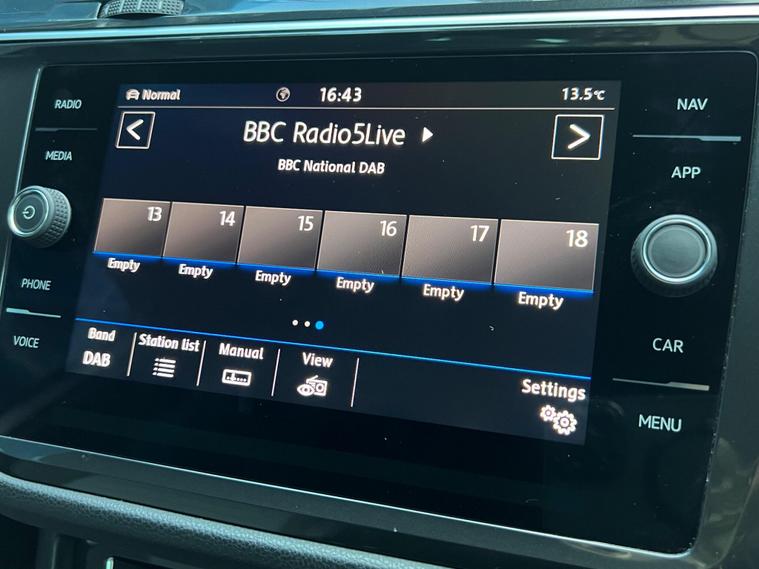 RADIO
MEDIA
PHONE
VOICE
Normal 16:43 13.5°C
BBC Radio5Live
BBC National DAB
13 14 15 16 17 18
Empty Empty Empty Empty Empty Empty
Band Station list Manual View Settings
DAB
NAV
APP
CAR
MENU